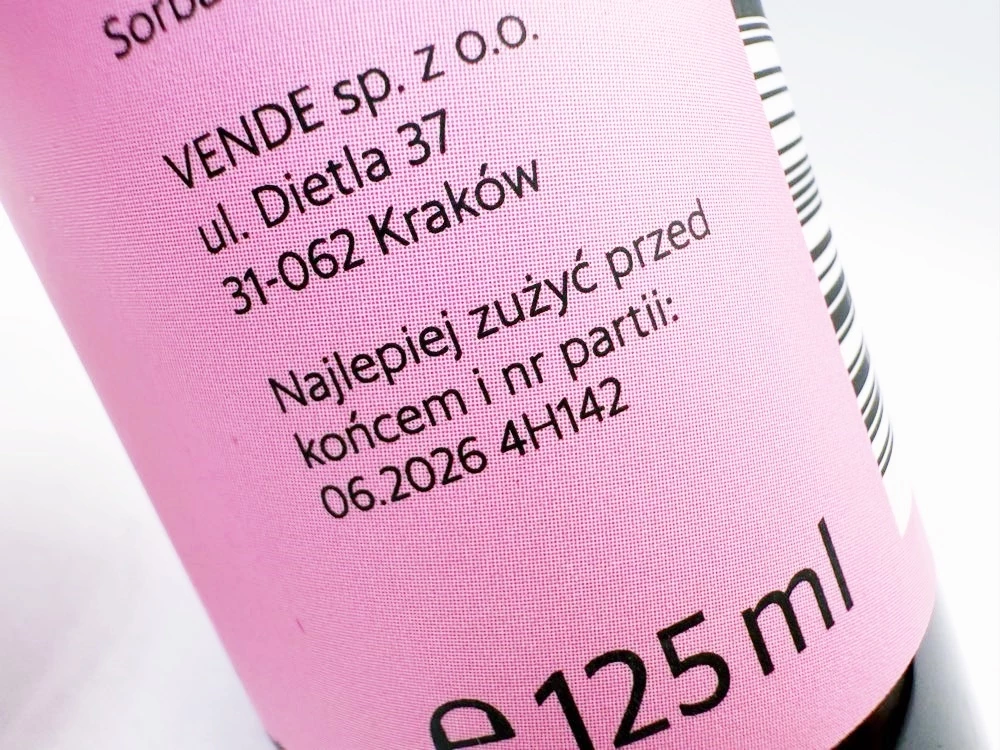 VENDE sp. z o.o.
ul. Dietla 37
31-062 Kraków
Najlepiej zużyć przed
końcem i nr partii:
06.2026 4H142
e 125 ml